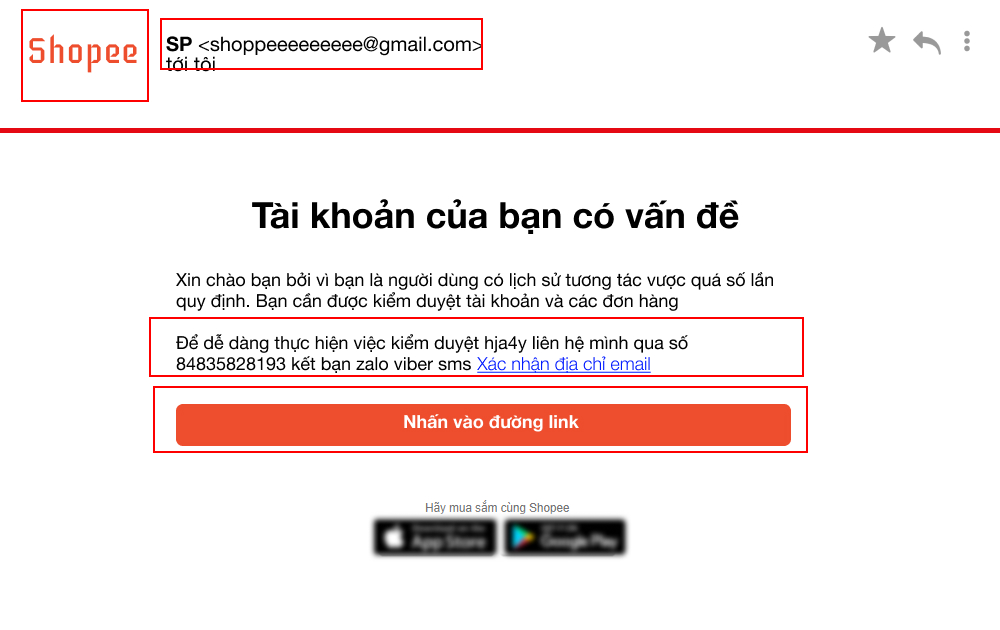 Shopee
SP <shoppeeeeeeeee@gmail.com>
tới tôi
Tài khoản của bạn có vấn đề
Xin chào bạn bởi vì bạn là người dùng có lịch sử tương tác vược quá số lần
quy định. Bạn cần được kiểm duyệt tài khoản và các đơn hàng
Để dễ dàng thực hiện việc kiểm duyệt hja4y liên hệ mình qua số
84835828193 kết bạn zalo viber sms Xác nhận địa chỉ email
Nhấn vào đường link
Hãy mua sắm cùng Shopee
App Store
Google Play